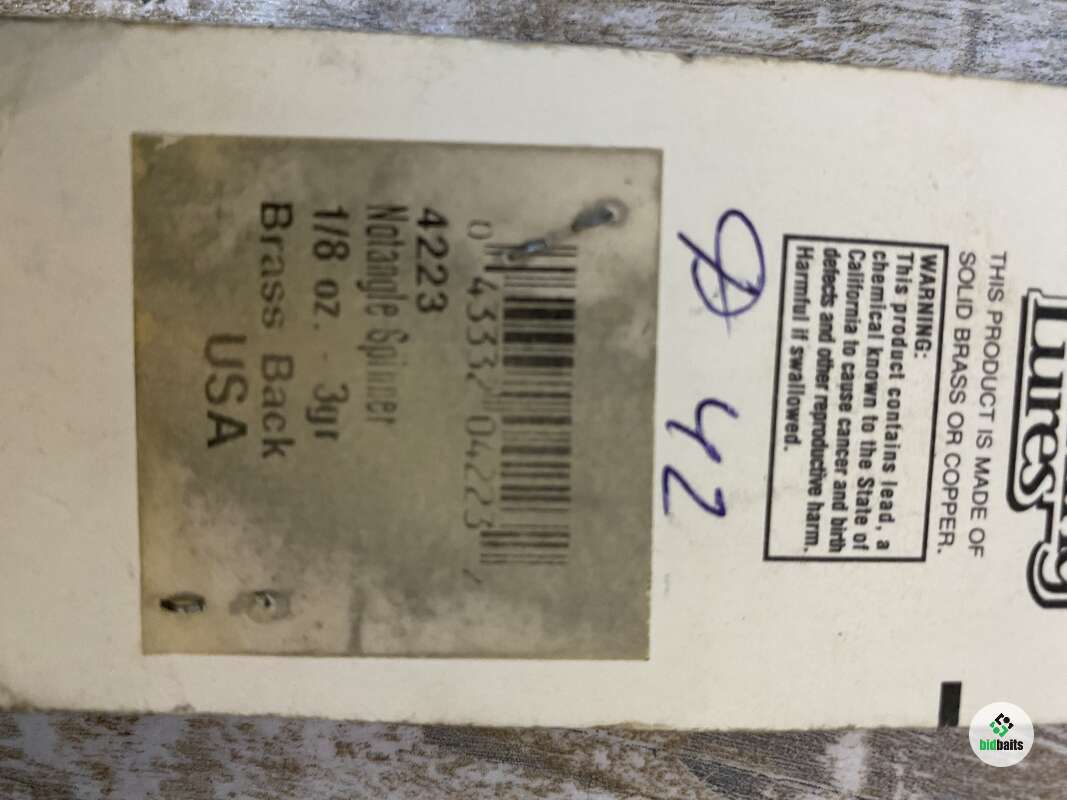 Lures
THIS PRODUCT IS MADE OF
SOLID BRASS OR COPPER.
WARNING:
This product contains lead, a
chemical known to the State of
California to cause cancer and birth
defects and other reproductive harm.
Harmful if swallowed.
42
0 43332 04223
4223
Notangle Spinner
1/8 oz. 3gr
Brass Back
USA
bidbaits